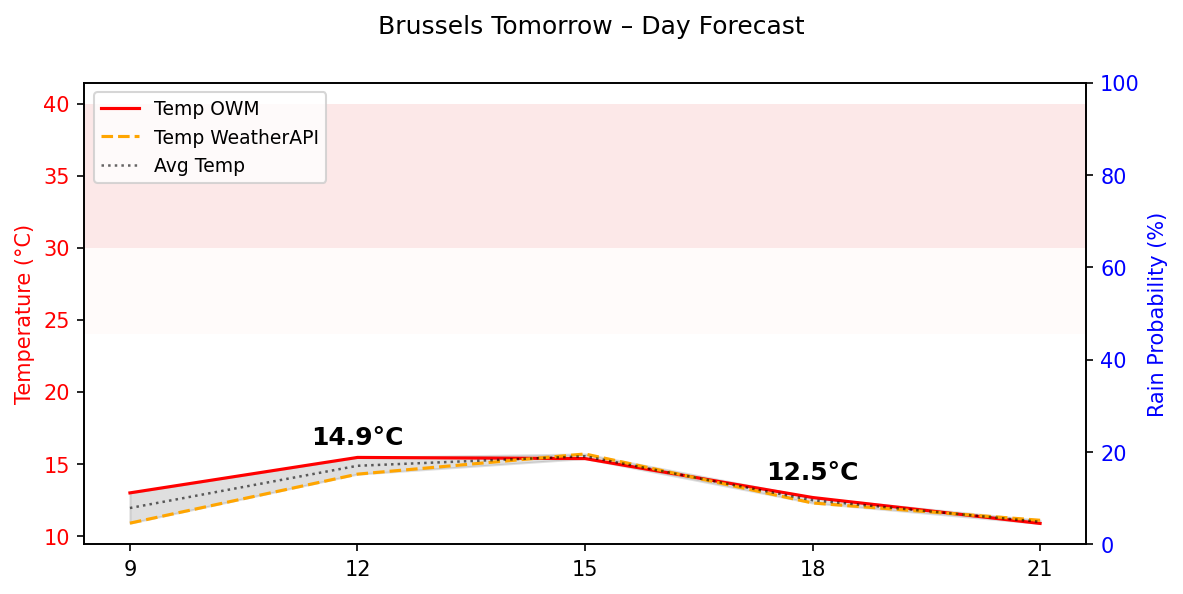 Brussels Tomorrow – Day Forecast
Temp OWM
Temp WeatherAPI
Avg Temp
Temperature (°C)
40
35
30
25
20
15
10
14.9°C
12.5°C
100
80
60
40
20
0
Rain Probability (%)
9 12 15 18 21